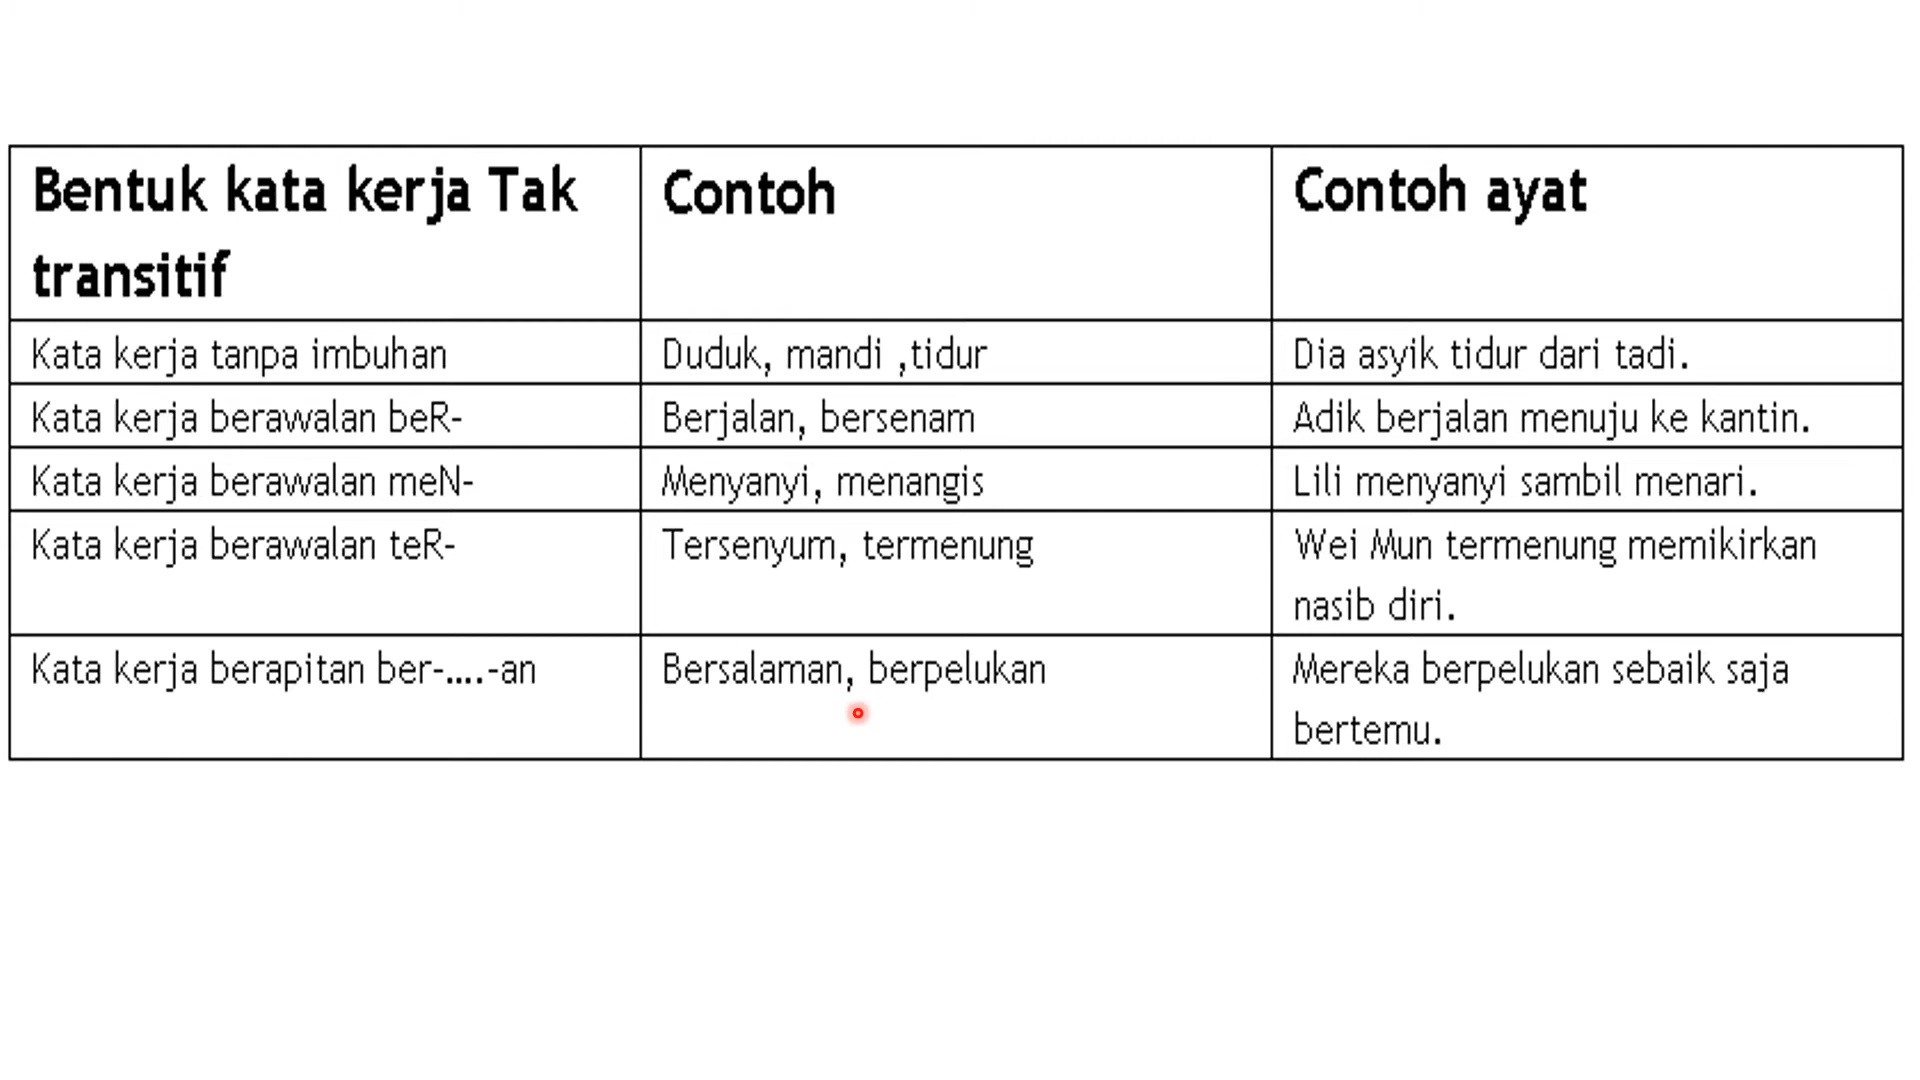 Bentuk kata kerja Tak
transitif
Contoh
Contoh ayat
Kata kerja tanpa imbuhan
Duduk, mandi ,tidur
Dia asyik tidur dari tadi.
Kata kerja berawalan beR-
Berjalan, bersenam
Adik berjalan menuju ke kantin.
Kata kerja berawalan meN-
Menyanyi, menangis
Lili menyanyi sambil menari.
Kata kerja berawalan teR-
Tersenyum, termenung
Wei Mun termenung memikirkan
nasib diri.
Kata kerja berapitan ber-....-an
Bersalaman, berpelukan
Mereka berpelukan sebaik saja
bertemu.